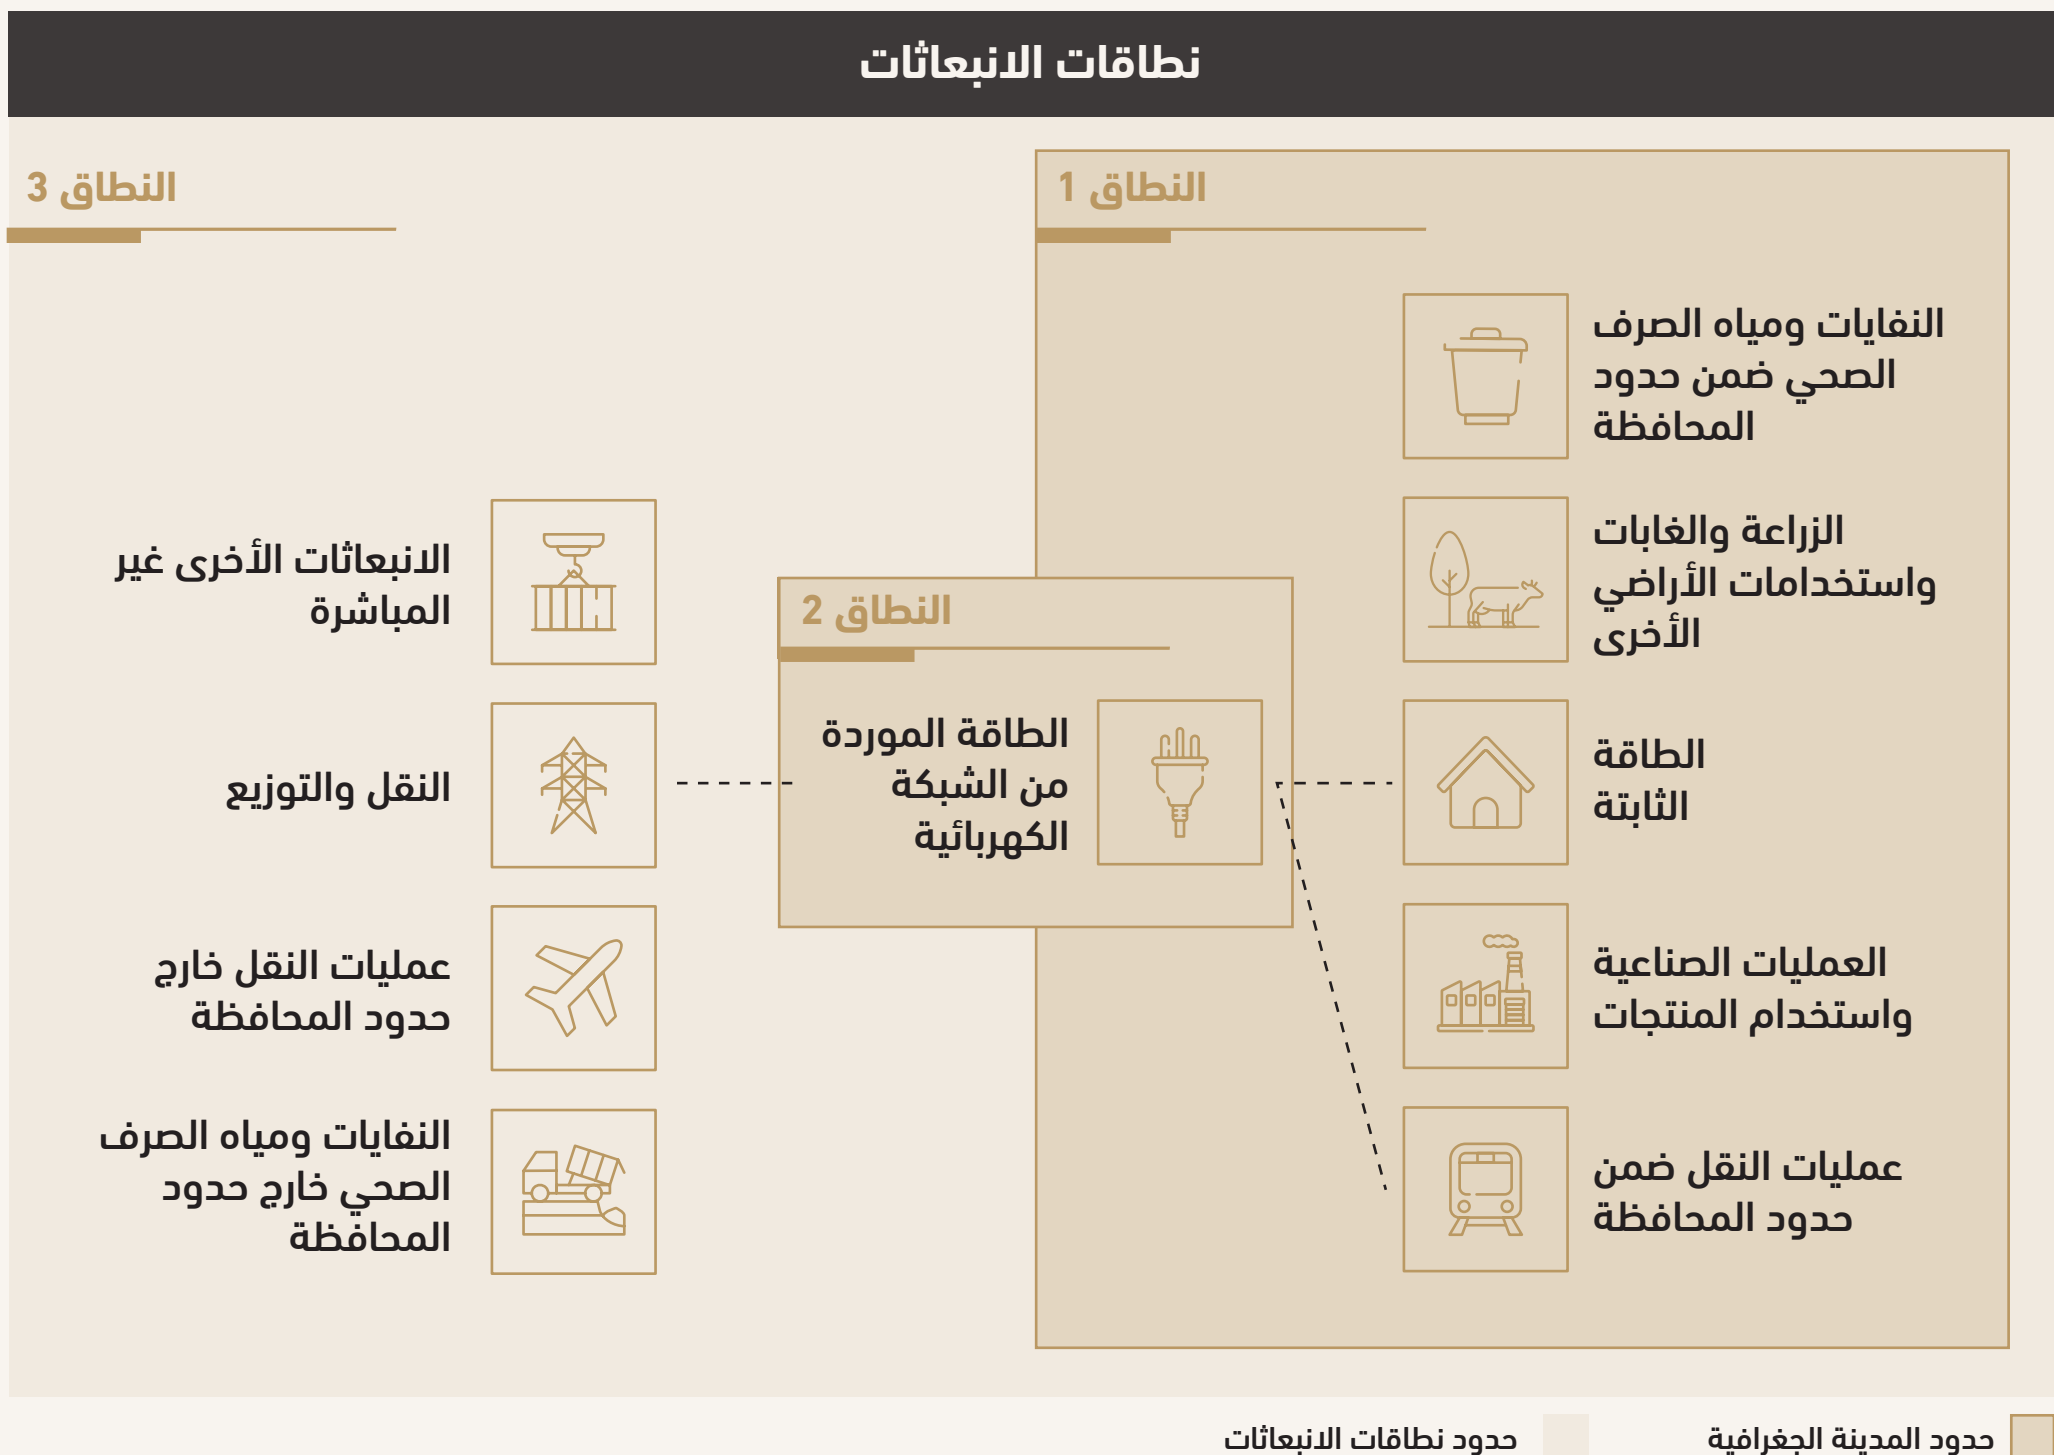 نطاقات الانبعاثات
النطاق 1
النفايات ومياه الصرف
الصحي ضمن حدود
المحافظة
الزراعة والغابات
واستخدامات الأراضي
الأخرى
الطاقة
الثابتة
العمليات الصناعية
واستخدام المنتجات
عمليات النقل ضمن
حدود المحافظة
النطاق 2
الطاقة الموردة
من الشبكة
الكهربائية
النطاق 3
الانبعاثات الأخرى غير
المباشرة
النقل والتوزيع
عمليات النقل خارج
حدود المحافظة
النفايات ومياه الصرف
الصحي خارج حدود
المحافظة
حدود المدينة الجغرافية
حدود نطاقات الانبعاثات